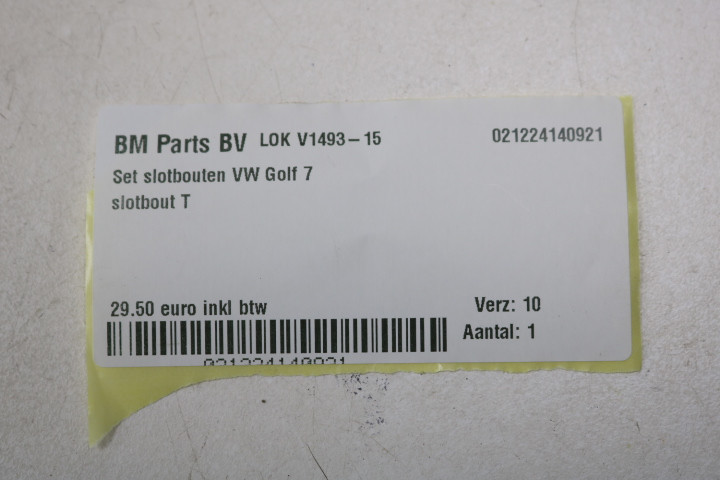 BM Parts BV LOK V1493-15 021224140921
Set slotbouten VW Golf 7
slotbout T
29.50 euro inkl btw Verz: 10
Aantal: 1
021224140921